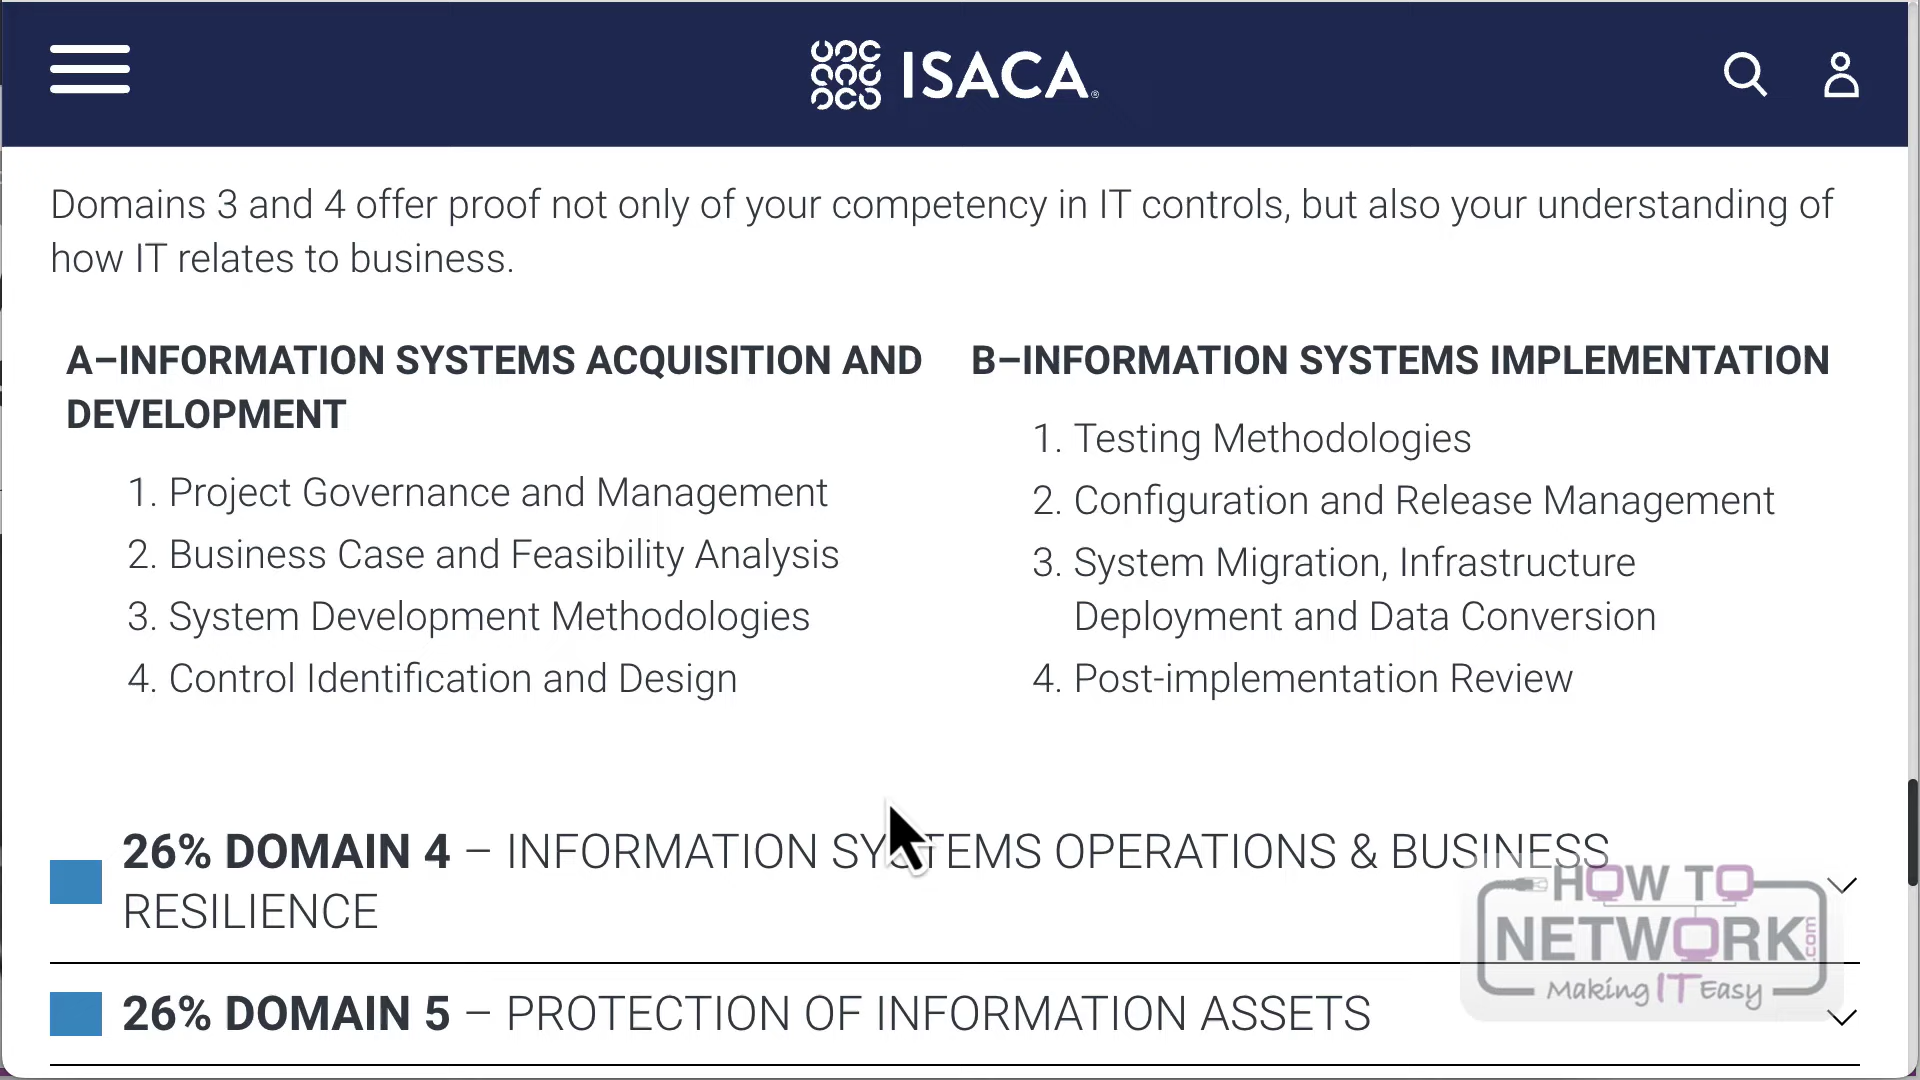 ISACA®
Domains 3 and 4 offer proof not only of your competency in IT controls, but also your understanding of
how IT relates to business.
A–INFORMATION SYSTEMS ACQUISITION AND
DEVELOPMENT
1. Project Governance and Management
2. Business Case and Feasibility Analysis
3. System Development Methodologies
4. Control Identification and Design
B–INFORMATION SYSTEMS IMPLEMENTATION
1. Testing Methodologies
2. Configuration and Release Management
3. System Migration, Infrastructure
Deployment and Data Conversion
4. Post-implementation Review
26% DOMAIN 4 – INFORMATION SYSTEMS OPERATIONS & BUSINESS
RESILIENCE
26% DOMAIN 5 – PROTECTION OF INFORMATION ASSETS
HOW TO
NETWORK.com
Making IT Easy